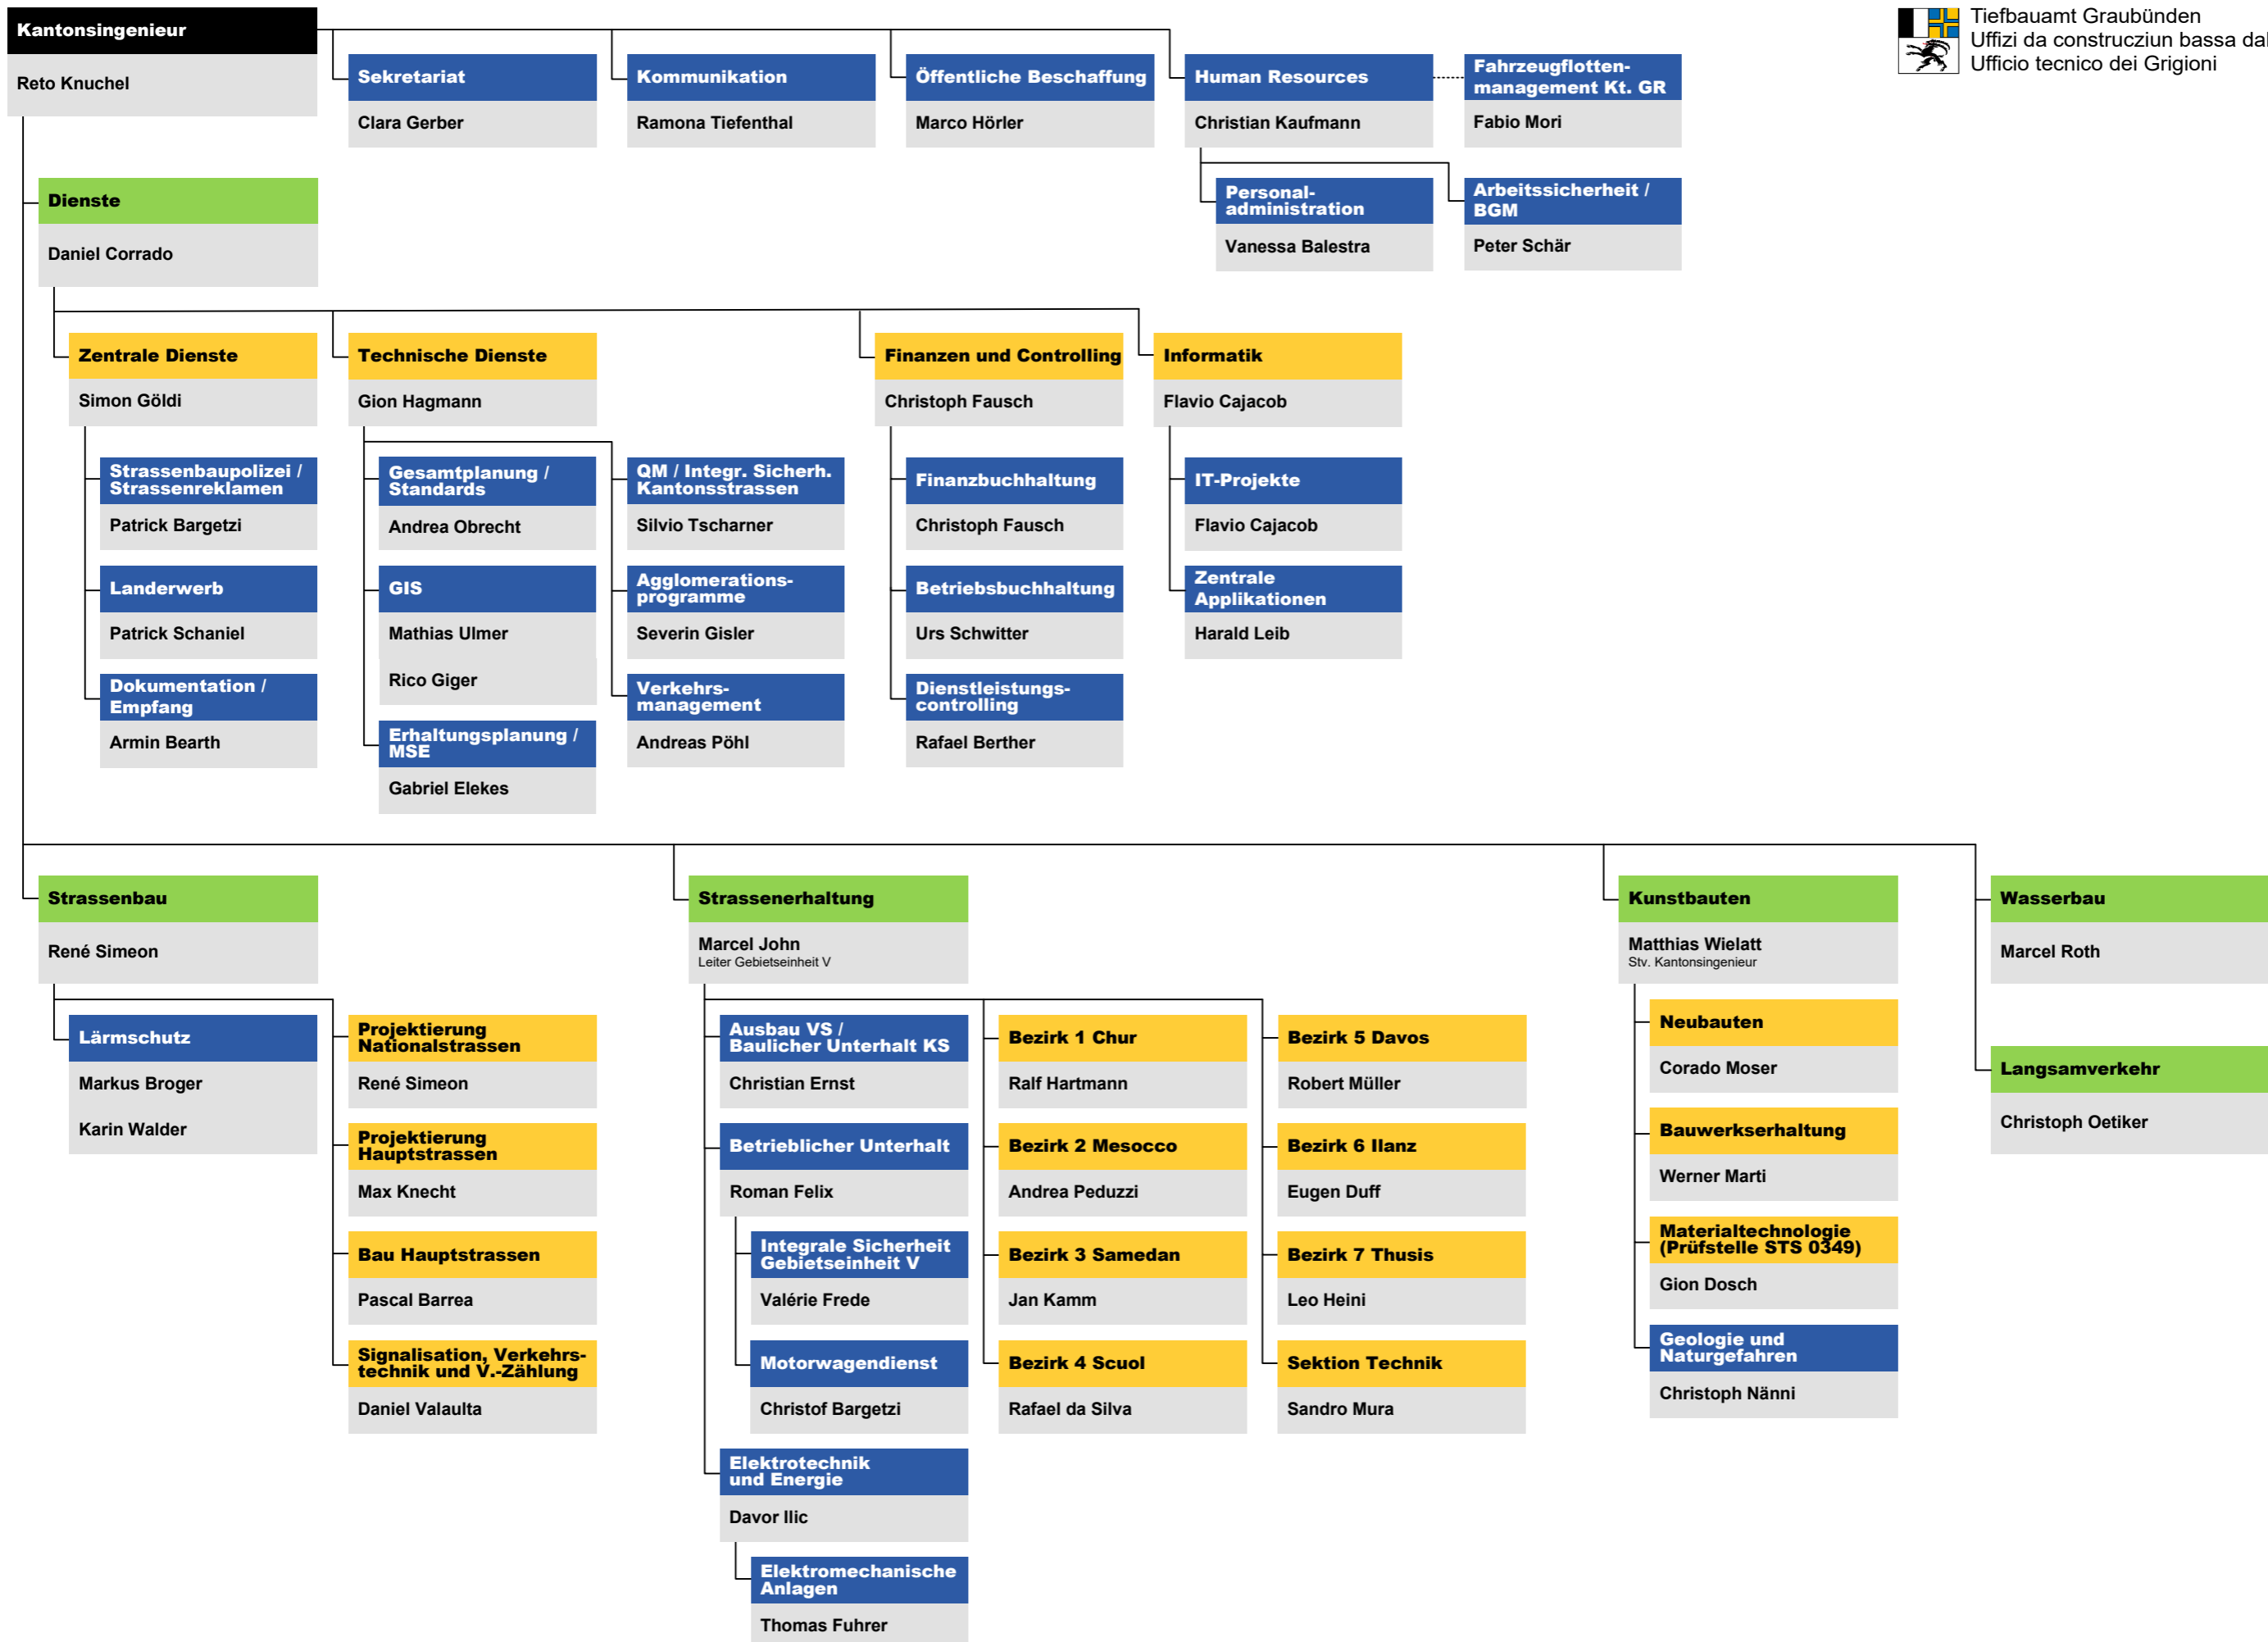 Kantonsingenieur
Reto Knuchel
Tiefbauamt Graubünden
Uffizi da construcziun bassa dal
Ufficio tecnico dei Grigioni
Sekretariat
Clara Gerber
Kommunikation
Ramona Tiefenthal
Öffentliche Beschaffung
Marco Hörler
Human Resources
Christian Kaufmann
Fahrzeugflotten-
management Kt. GR
Fabio Mori
Personal-
administration
Vanessa Balestra
Arbeitssicherheit /
BGM
Peter Schär
Dienste
Daniel Corrado
Zentrale Dienste
Simon Göldi
Strassenbaupolizei /
Strassenreklamen
Patrick Bargetzi
Landerwerb
Patrick Schaniel
Dokumentation /
Empfang
Armin Bearth
Technische Dienste
Gion Hagmann
Gesamtplanung /
Standards
Andrea Obrecht
GIS
Mathias Ulmer
Rico Giger
Erhaltungsplanung /
MSE
Gabriel Elekes
QM / Integr. Sicherh.
Kantonsstrassen
Silvio Tscharner
Agglomerations-
programme
Severin Gisler
Verkehrs-
management
Andreas Pöhl
Finanzen und Controlling
Christoph Fausch
Finanzbuchhaltung
Christoph Fausch
Betriebsbuchhaltung
Urs Schwitter
Dienstleistungs-
controlling
Rafael Berther
Informatik
Flavio Cajacob
IT-Projekte
Flavio Cajacob
Zentrale
Applikationen
Harald Leib
Strassenbau
René Simeon
Lärmschutz
Markus Broger
Karin Walder
Projektierung
Nationalstrassen
René Simeon
Projektierung
Hauptstrassen
Max Knecht
Bau Hauptstrassen
Pascal Barrea
Signalisation, Verkehrs-
technik und V.-Zählung
Daniel Valaulta
Strassenerhaltung
Marcel John
Leiter Gebietseinheit V
Ausbau VS /
Baulicher Unterhalt KS
Christian Ernst
Betrieblicher Unterhalt
Roman Felix
Integrale Sicherheit
Gebietseinheit V
Valérie Frede
Motorwagendienst
Christof Bargetzi
Elektrotechnik
und Energie
Davor Ilic
Elektromechanische
Anlagen
Thomas Fuhrer
Bezirk 1 Chur
Ralf Hartmann
Bezirk 2 Mesocco
Andrea Peduzzi
Bezirk 3 Samedan
Jan Kamm
Bezirk 4 Scuol
Rafael da Silva
Bezirk 5 Davos
Robert Müller
Bezirk 6 Ilanz
Eugen Duff
Bezirk 7 Thusis
Leo Heini
Sektion Technik
Sandro Mura
Kunstbauten
Matthias Wielatt
Stv. Kantonsingenieur
Neubauten
Corado Moser
Bauwerkserhaltung
Werner Marti
Materialtechnologie
(Prüfstelle STS 0349)
Gion Dosch
Geologie und
Naturgefahren
Christoph Nänni
Wasserbau
Marcel Roth
Langsamverkehr
Christoph Oetiker